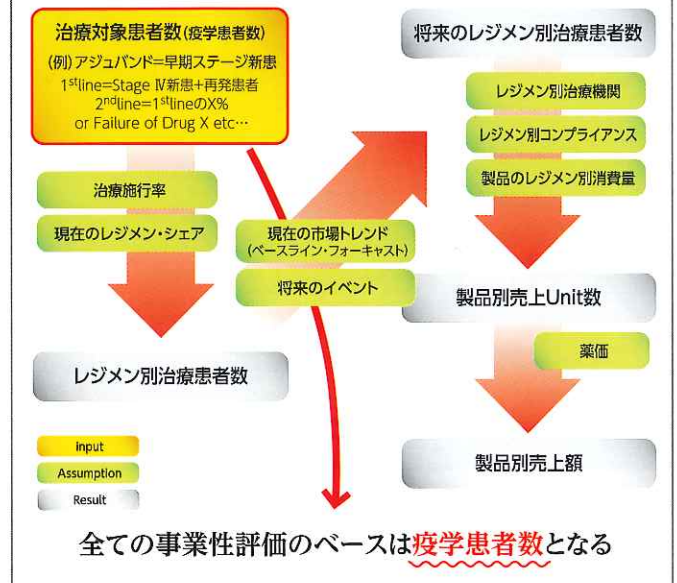 治療対象患者数(疫学患者数)
(例) アジュバンド=早期ステージ新患
1stline=Stage Ⅳ新患+再発患者
2ndline=1stlineのX%
or Failure of Drug X etc…
治療施行率
現在のレジメン・シェア
レジメン別治療患者数
現在の市場トレンド
(ベースライン・フォーキャスト)
将来のイベント
将来のレジメン別治療患者数
レジメン別治療機関
レジメン別コンプライアンス
製品のレジメン別消費量
製品別売上Unit数
薬価
製品別売上額
input
Assumption
Result
全ての事業性評価のベースは疫学患者数となる